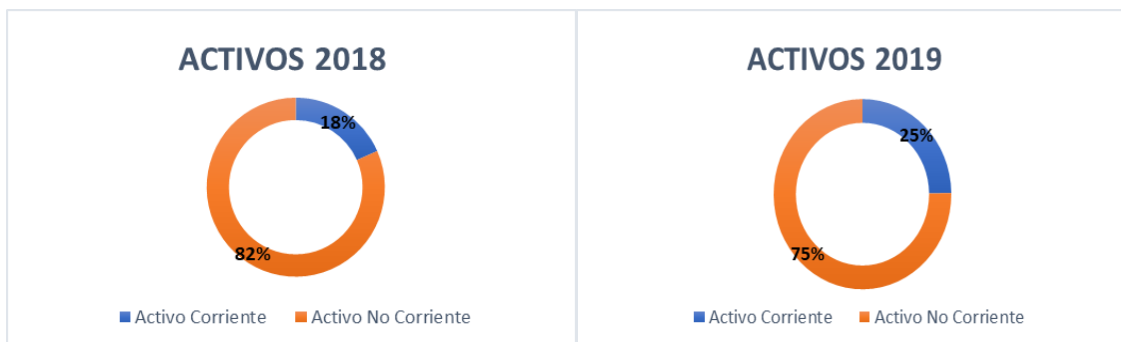 ACTIVOS 2018
18%
82%
Activo Corriente
Activo No Corriente
ACTIVOS 2019
25%
75%
Activo Corriente
Activo No Corriente